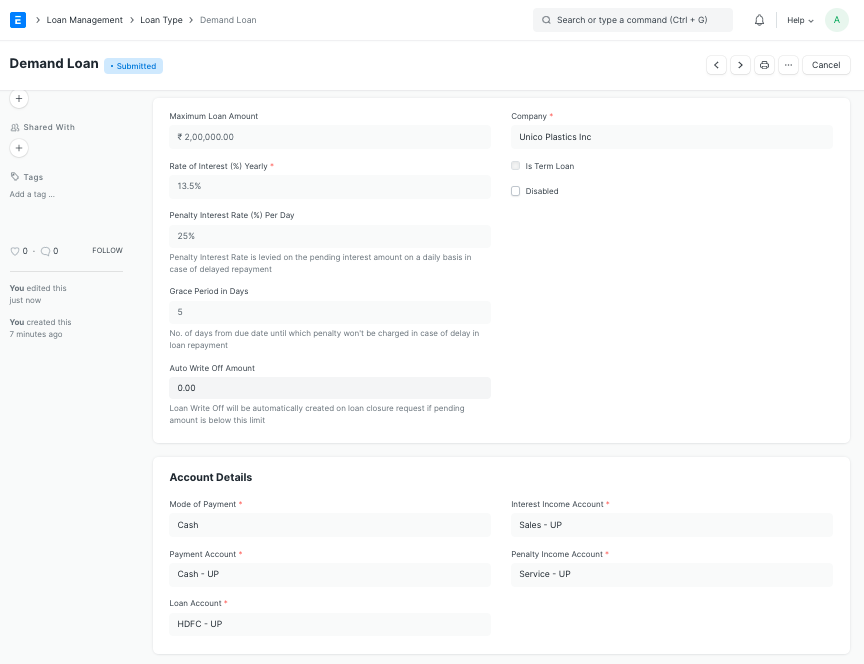 E
Loan Management
Loan Type
Demand Loan
Search or type a command (Ctrl + G)
Help
A
Demand Loan
• Submitted
...
Cancel
+
Shared With
+
Tags
Add a tag ...
0 · 0
FOLLOW
You edited this
just now
You created this
7 minutes ago
Maximum Loan Amount
₹ 2,00,000.00
Rate of Interest (%) Yearly *
13.5%
Penalty Interest Rate (%) Per Day
25%
Penalty Interest Rate is levied on the pending interest amount on a daily basis in
case of delayed repayment
Grace Period in Days
5
No. of days from due date until which penalty won't be charged in case of delay in
loan repayment
Auto Write Off Amount
0.00
Loan Write Off will be automatically created on loan closure request if pending
amount is below this limit
Company *
Unico Plastics Inc
Is Term Loan
Disabled
Account Details
Mode of Payment *
Cash
Payment Account *
Cash - UP
Loan Account *
HDFC - UP
Interest Income Account *
Sales - UP
Penalty Income Account *
Service - UP